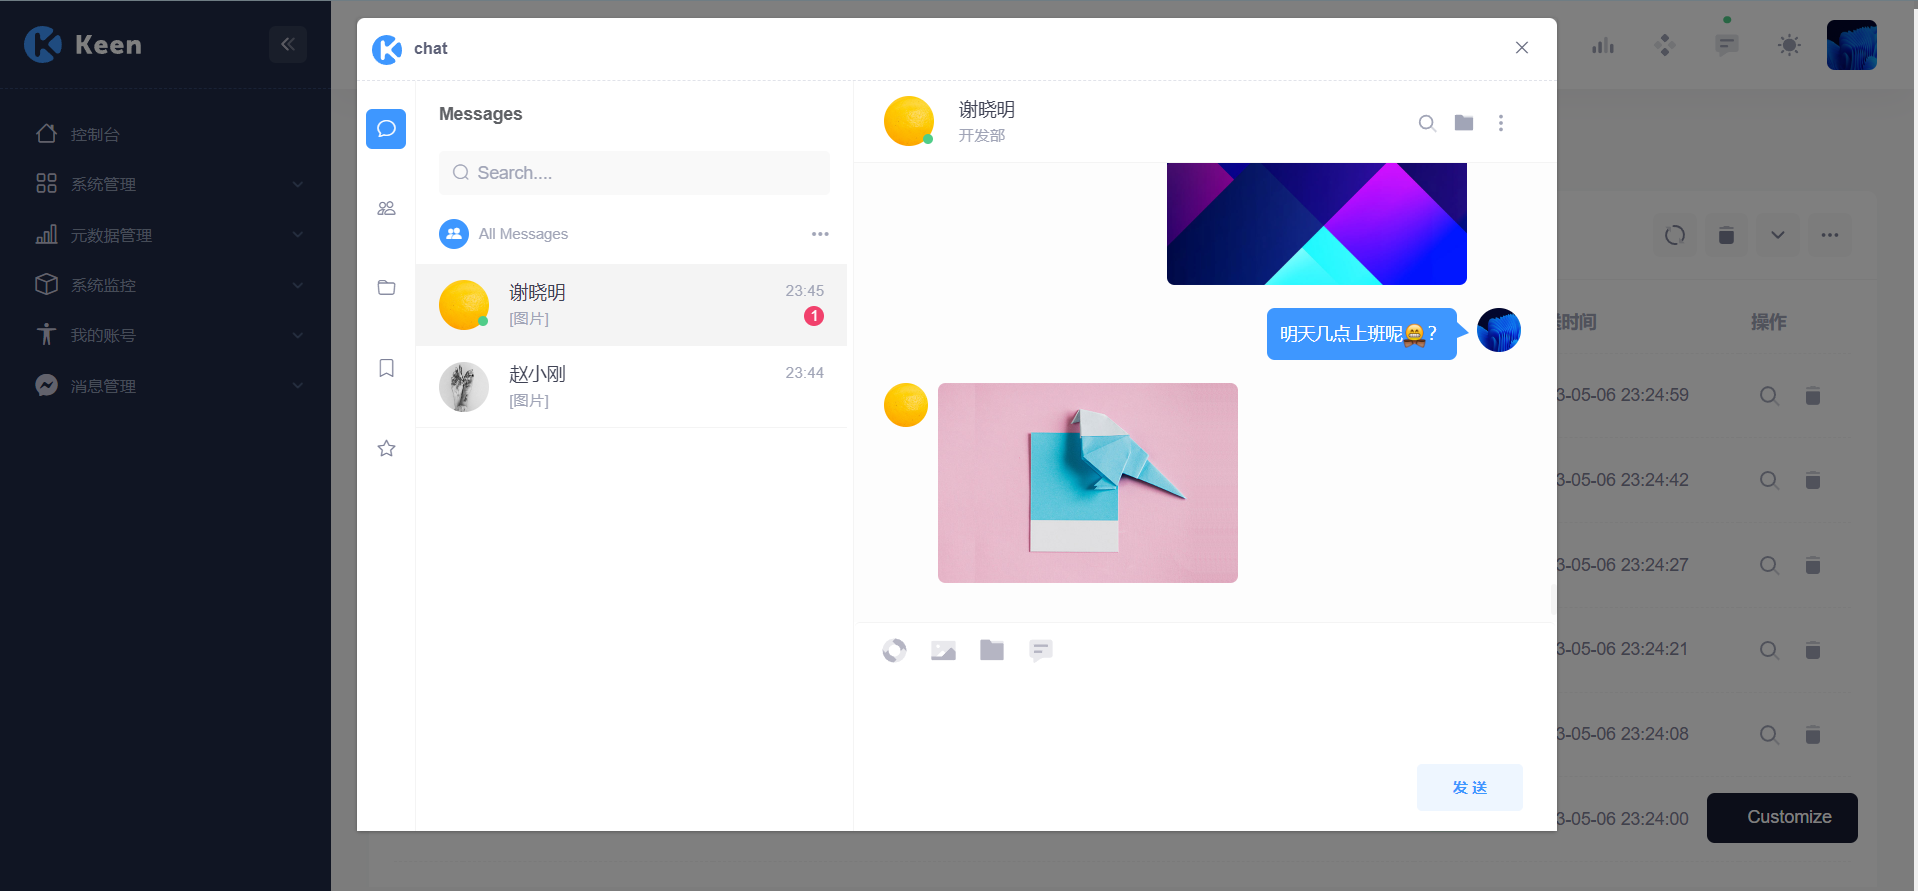 Keen
控制台
系统管理
元数据管理
系统监控
我的账号
消息管理
chat
Messages
Search....
All Messages
谢晓明
23:45
[图片]
1
赵小刚
23:44
[图片]
谢晓明
开发部
明天几点上班呢😁?
发 送
时间
操作
3-05-06 23:24:59
3-05-06 23:24:42
3-05-06 23:24:27
3-05-06 23:24:21
3-05-06 23:24:08
3-05-06 23:24:00
Customize